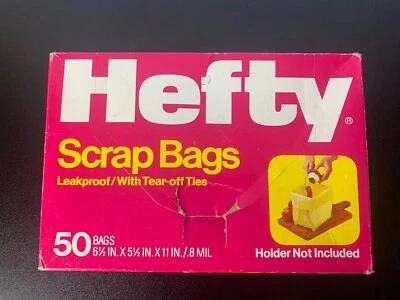 Hefty®
Scrap Bags
Leakproof/With Tear-off Ties
50 BAGS
6½ IN. X 5½ IN. X 11 IN./.8 MIL
Holder Not Included